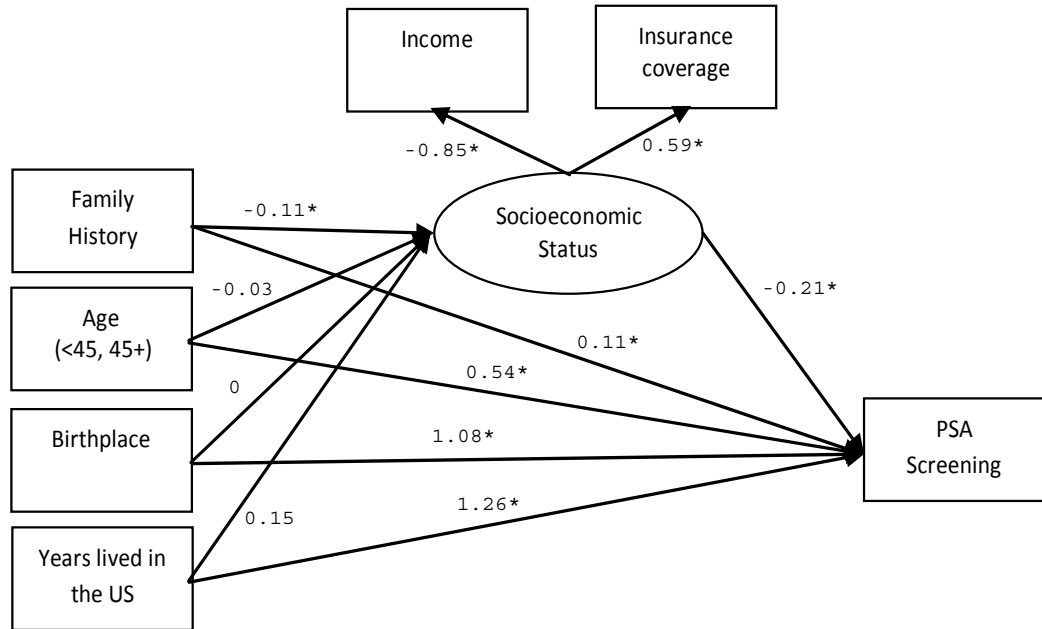 Income
Insurance
coverage
-0.85*
0.59*
Family
History
-0.11*
Socioeconomic
Status
-0.03
-0.21*
Age
(<45, 45+)
0.11*
0.54*
0
Birthplace
1.08*
PSA
Screening
0.15
1.26*
Years lived in
the US